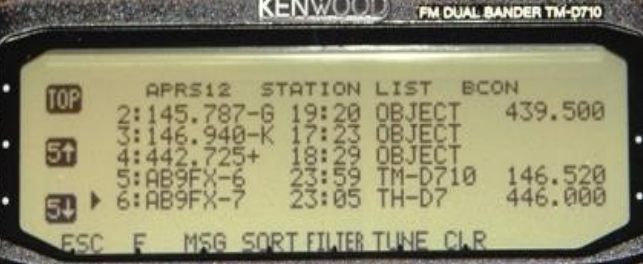 KENWOOD FM DUAL BANDER TM-D710
APRS12 STATION LIST BCON
TOP
2:145.787-G 19:20 OBJECT 439.500
3:146.940-K 17:23 OBJECT
5↑
4:442.725+ 18:29 OBJECT
5:AB9FX-6 23:59 TM-D710 146.520
5↓ ▶ 6:AB9FX-7 23:05 TH-D7 446.000
ESC F MSG SORT FILTER TUNE CLR